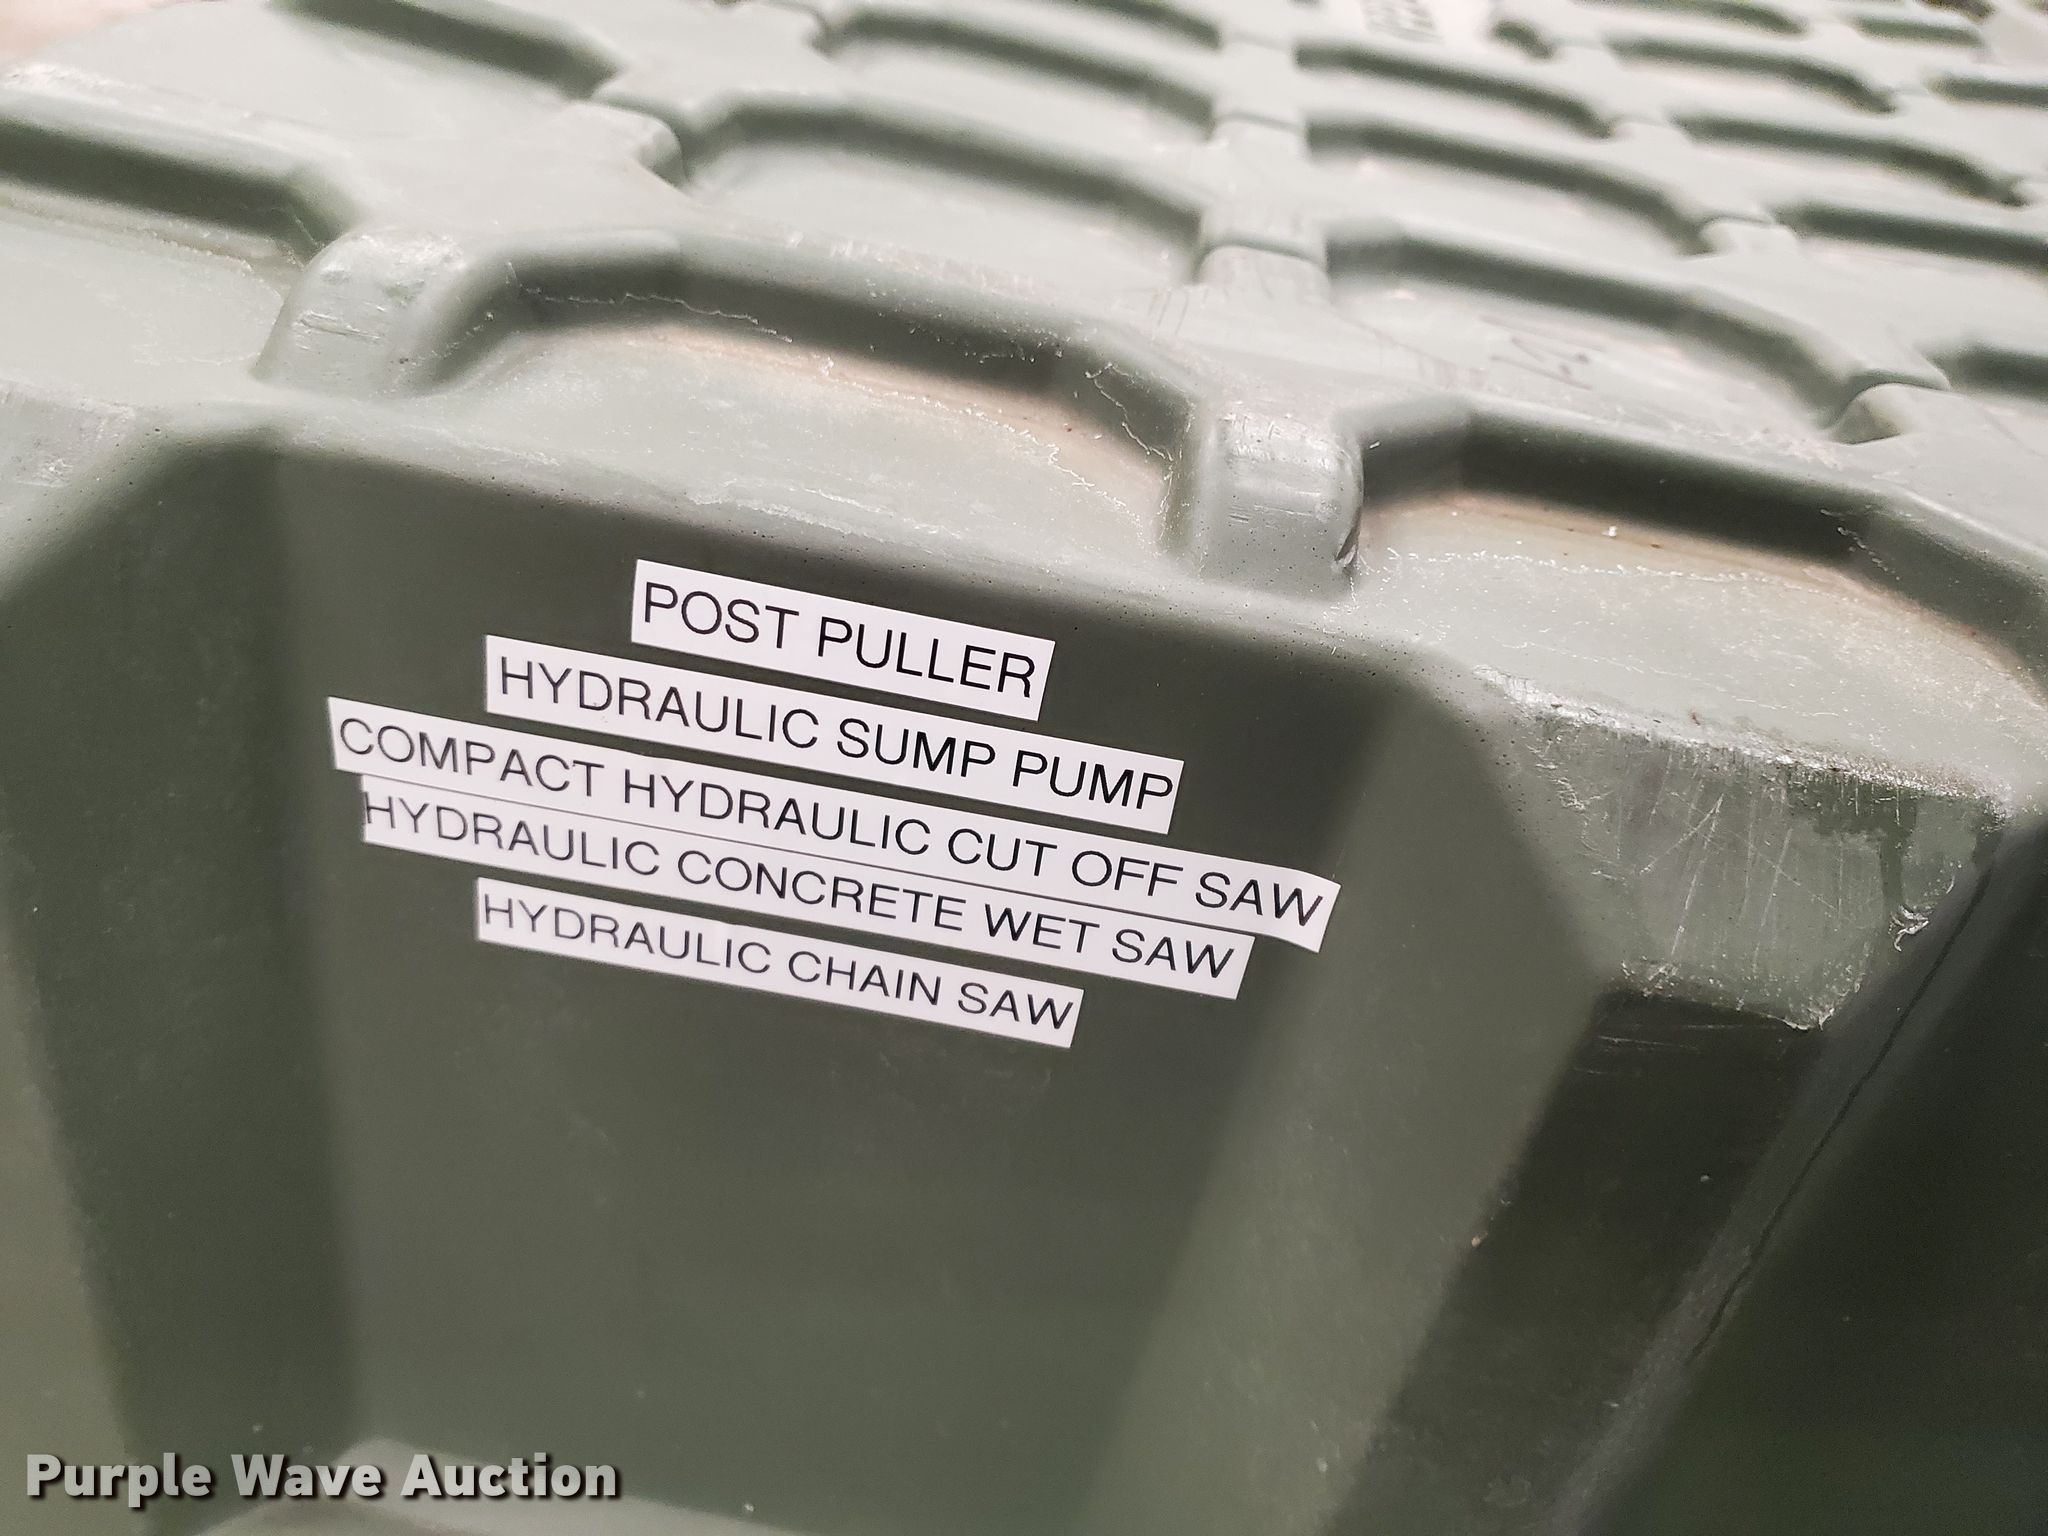 POST PULLER
HYDRAULIC SUMP PUMP
COMPACT HYDRAULIC CUT OFF SAW
HYDRAULIC CONCRETE WET SAW
HYDRAULIC CHAIN SAW
Purple Wave Auction